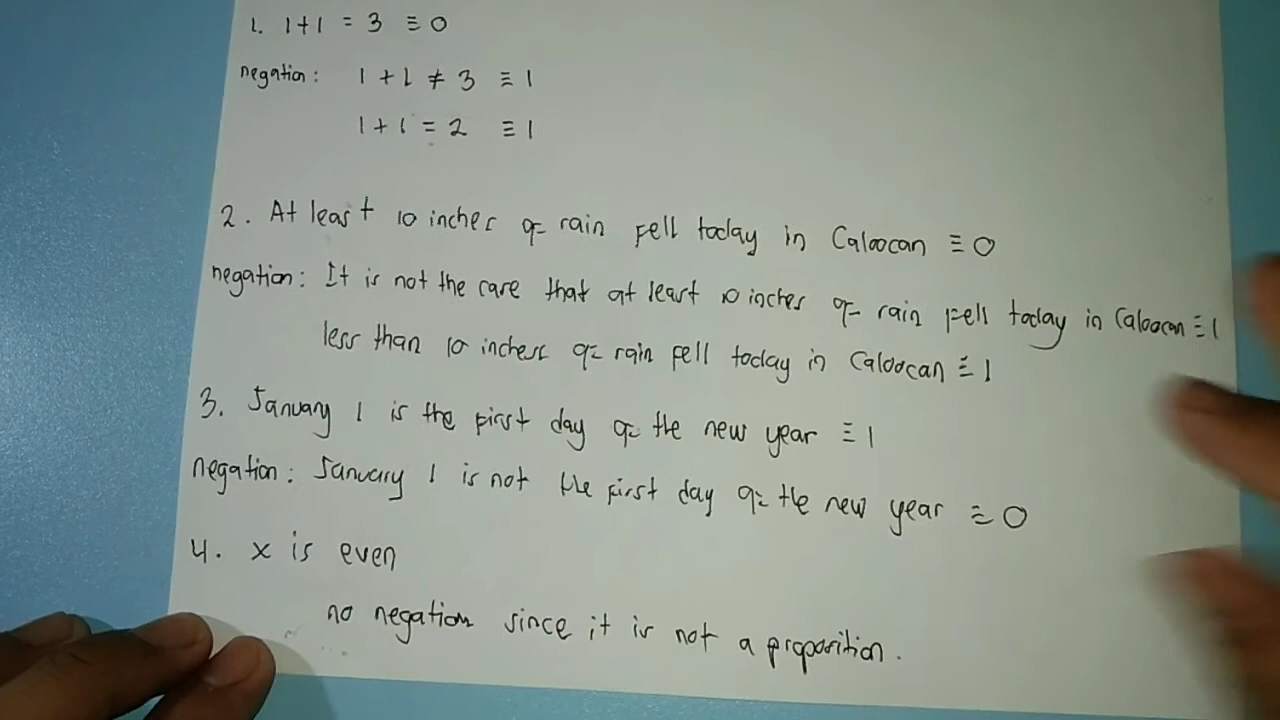 1. 1+1 = 3 ≡ 0
negation: 1 + 1 ≠ 3 ≡ 1
1 + 1 = 2 ≡ 1
2. At least 10 inches of rain fell today in Caloocan ≡ 0
negation: It is not the case that at least 10 inches of rain fell today in Caloocan ≡ 1
less than 10 inches of rain fell today in Caloocan ≡ 1
3. January 1 is the first day of the new year ≡ 1
negation: January 1 is not the first day of the new year ≡ 0
4. x is even
no negation since it is not a proposition.